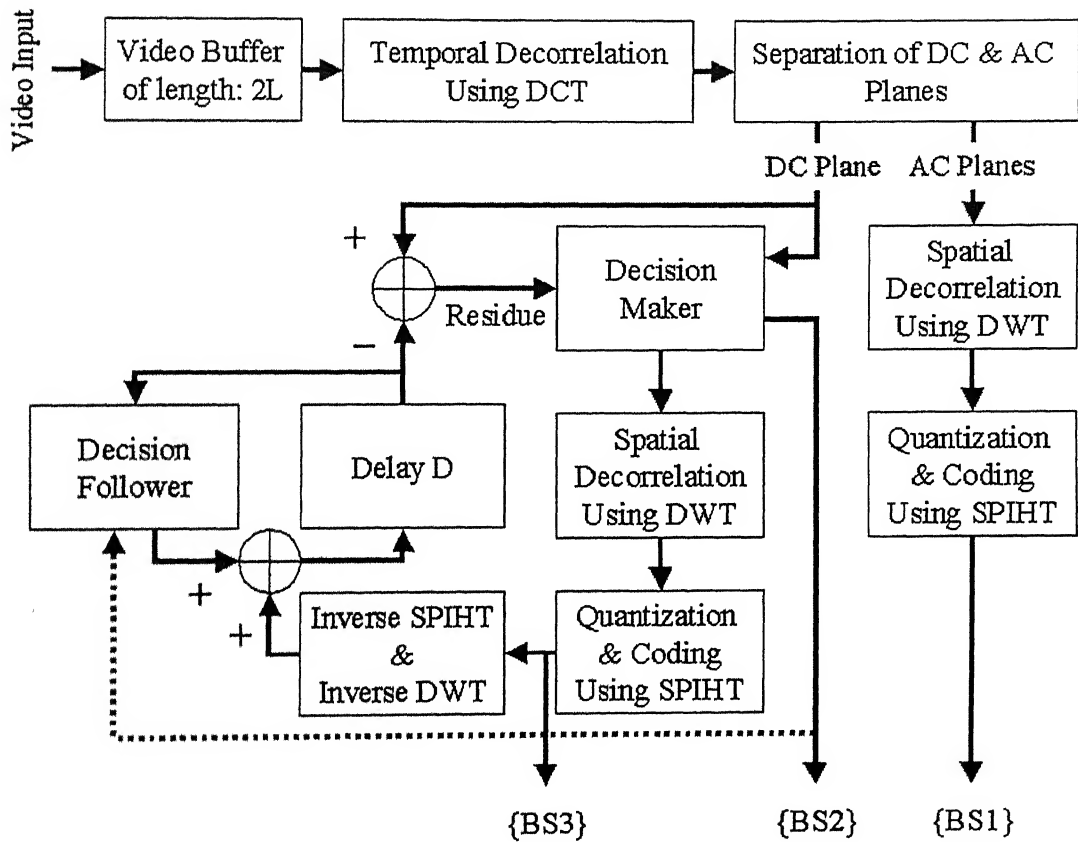 Video Input
Video Buffer
of length: 2L
Temporal Decorrelation
Using DCT
Separation of DC & AC
Planes
DC Plane
AC Planes
+
Decision
Maker
Spatial
Decorrelation
Using DWT
Residue
−
Decision
Follower
Delay D
Spatial
Decorrelation
Using DWT
Quantization
& Coding
Using SPIHT
+
+
Inverse SPIHT
&
Inverse DWT
Quantization
& Coding
Using SPIHT
{BS3}
{BS2}
{BS1}